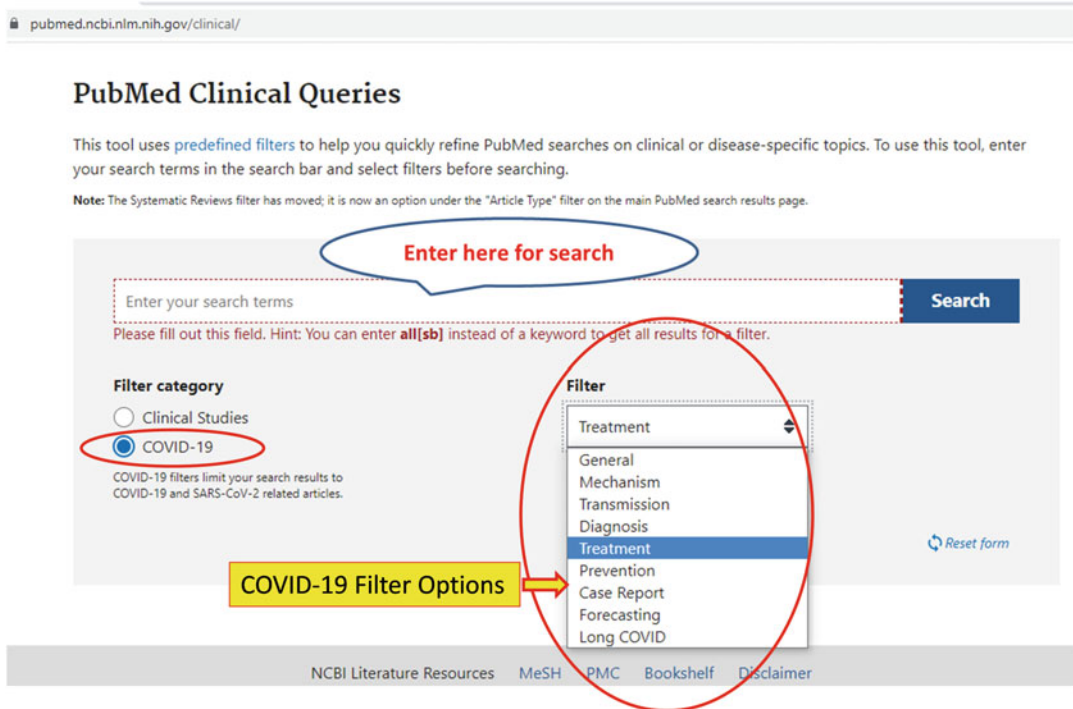 pubmed.ncbi.nlm.nih.gov/clinical/
PubMed Clinical Queries
This tool uses predefined filters to help you quickly refine PubMed searches on clinical or disease-specific topics. To use this tool, enter
your search terms in the search bar and select filters before searching.
Note: The Systematic Reviews filter has moved; it is now an option under the "Article Type" filter on the main PubMed search results page.
Enter here for search
Enter your search terms
Search
Please fill out this field. Hint: You can enter all[sb] instead of a keyword to get all results for a filter.
Filter category
Clinical Studies
COVID-19
COVID-19 filters limit your search results to
COVID-19 and SARS-CoV-2 related articles.
Filter
Treatment
General
Mechanism
Transmission
Diagnosis
Treatment
Prevention
Case Report
Forecasting
Long COVID
Reset form
COVID-19 Filter Options
NCBI Literature Resources MeSH PMC Bookshelf Disclaimer